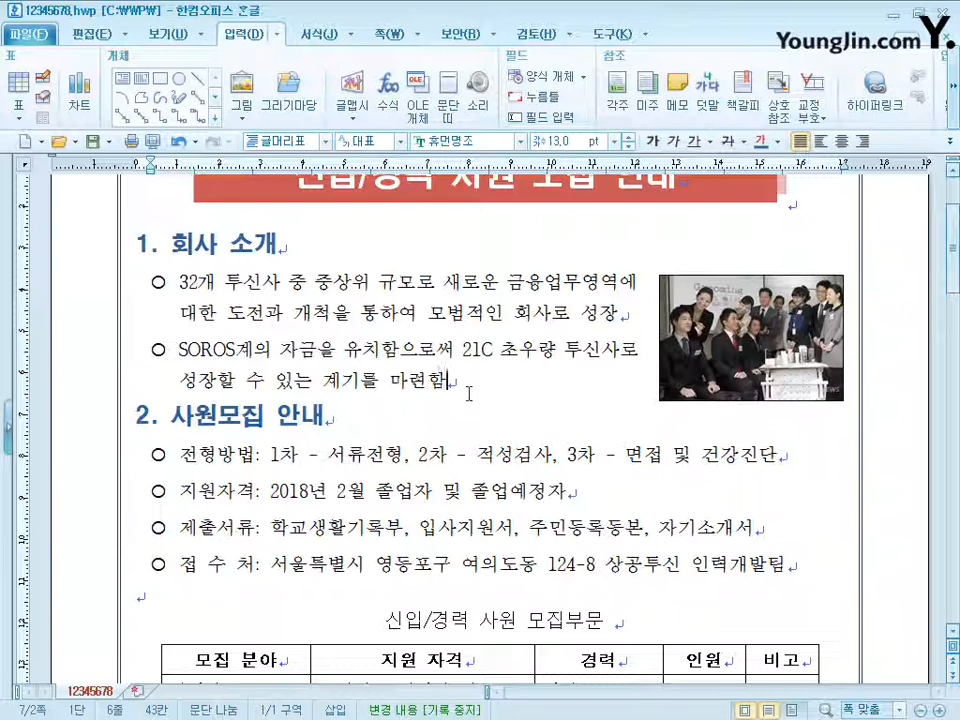 12345678.hwp [C:\WWPW] - 한컴오피스 흔글
YoungJin.com Y.
파일(F) 편집(E) 보기(U) 입력(D) 서식(J) 쪽(W) 보안(R) 검토(H) 도구(K)
표 개체 필드 참조
표 차트 그림 그리기마당 글맵시 수식 OLE 개체 문단 띠 소리 양식 개체 누름틀 필드 입력 각주 미주 메모 덧말 책갈피 상호 참조 교정 부호 하이퍼링크
글머리표 대표 휴먼명조 13.0 pt 가 가 가 가 가
신입/경력 사원 모집 안내
1. 회사 소개
32개 투신사 중 중상위 규모로 새로운 금융업무영역에
대한 도전과 개척을 통하여 모범적인 회사로 성장
SOROS계의 자금을 유치함으로써 21C 초우량 투신사로
성장할 수 있는 계기를 마련함
2. 사원모집 안내
전형방법: 1차 - 서류전형, 2차 - 적성검사, 3차 - 면접 및 건강진단
지원자격: 2018년 2월 졸업자 및 졸업예정자
제출서류: 학교생활기록부, 입사지원서, 주민등록등본, 자기소개서
접 수 처: 서울특별시 영등포구 여의도동 124-8 상공투신 인력개발팀
신입/경력 사원 모집부문
모집 분야 지원 자격 경력 인원 비고
12345678
7/2쪽 1단 6줄 43칸 문단 나눔 1/1 구역 삽입 변경 내용 [기록 중지] 폭 맞춤